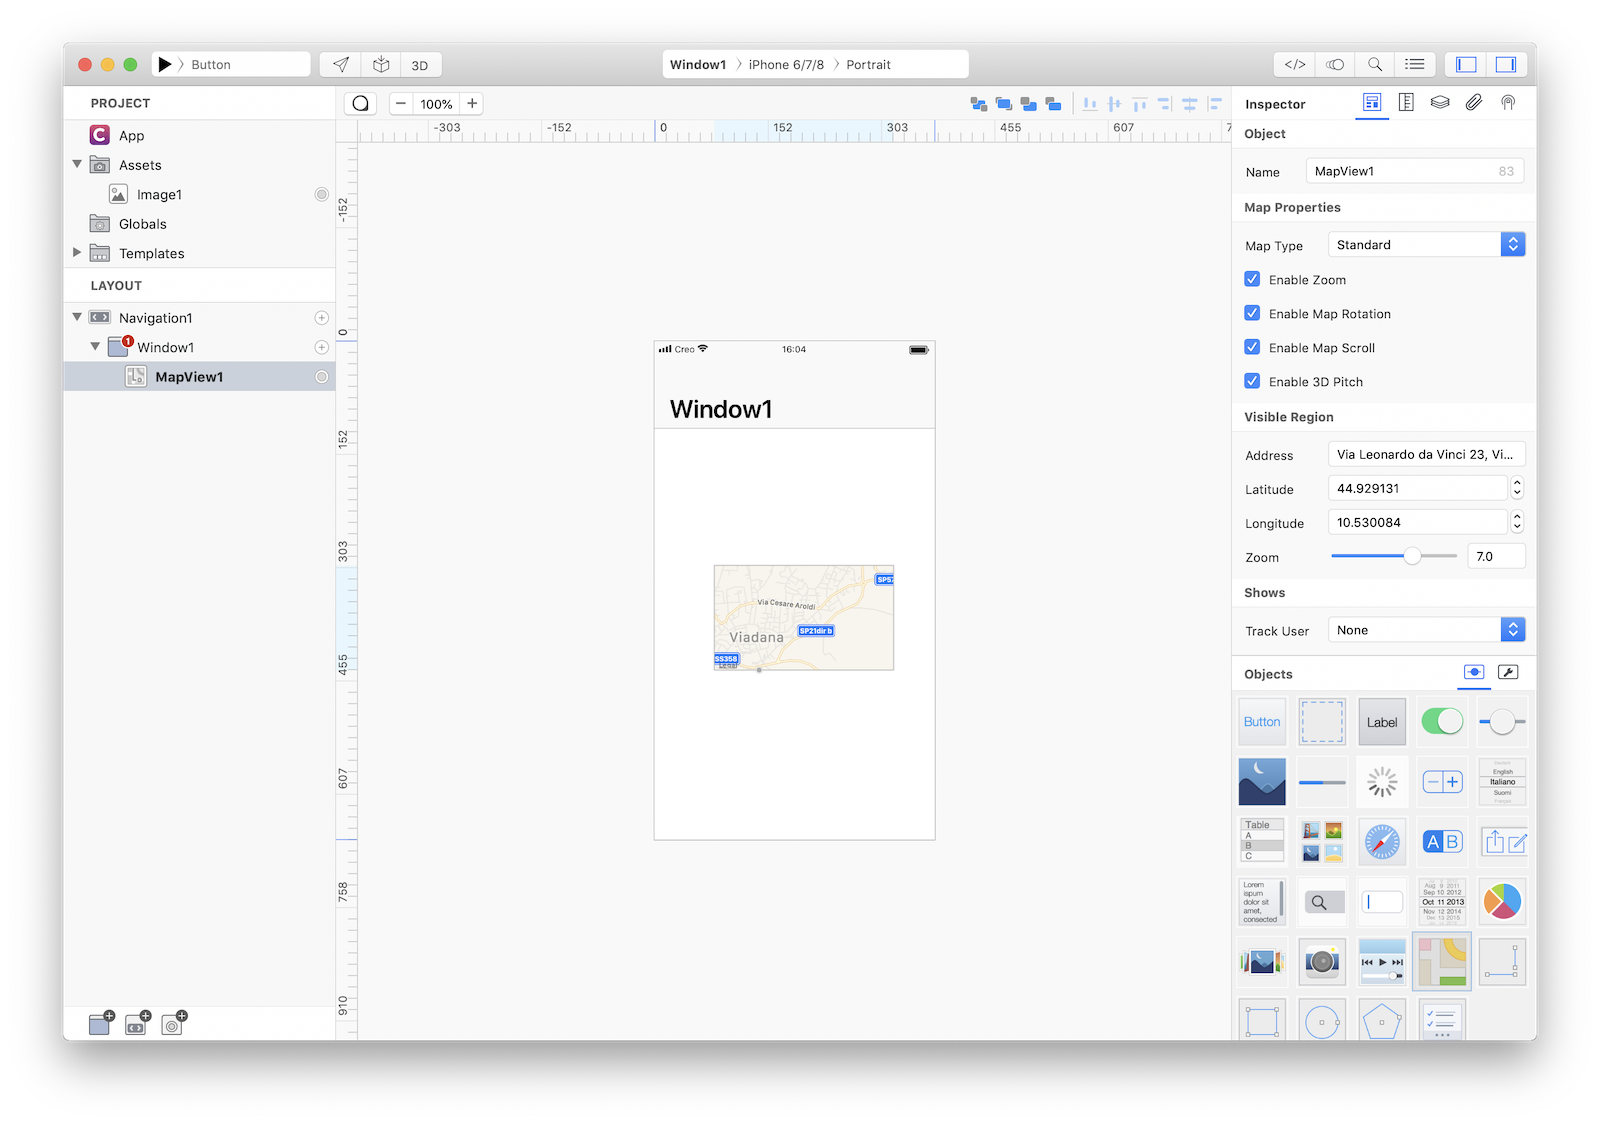 Button
3D
Window1 > iPhone 6/7/8 > Portrait
</>
PROJECT
App
Assets
Image1
Globals
Templates
LAYOUT
Navigation1
1
Window1
MapView1
100%
-303 -152 0 152 303 455 607
-152
0
152
303
455
607
758
910
Creo 16:04
Window1
SP57
Via Cesare Aroldi
SP21dir b
Viadana
SS358
Inspector
Object
Name MapView1 83
Map Properties
Map Type Standard
Enable Zoom
Enable Map Rotation
Enable Map Scroll
Enable 3D Pitch
Visible Region
Address Via Leonardo da Vinci 23, Vi...
Latitude 44.929131
Longitude 10.530084
Zoom 7.0
Shows
Track User None
Objects
Button
Label
English
Italiano
Suomi
Table
A
B
C
A B
Lorem
ispum
dolor sit
amet,
consected
Aug 9 2011
Sep 10 2012
Oct 11 2013
Nov 12 2014
Dec 13 2015